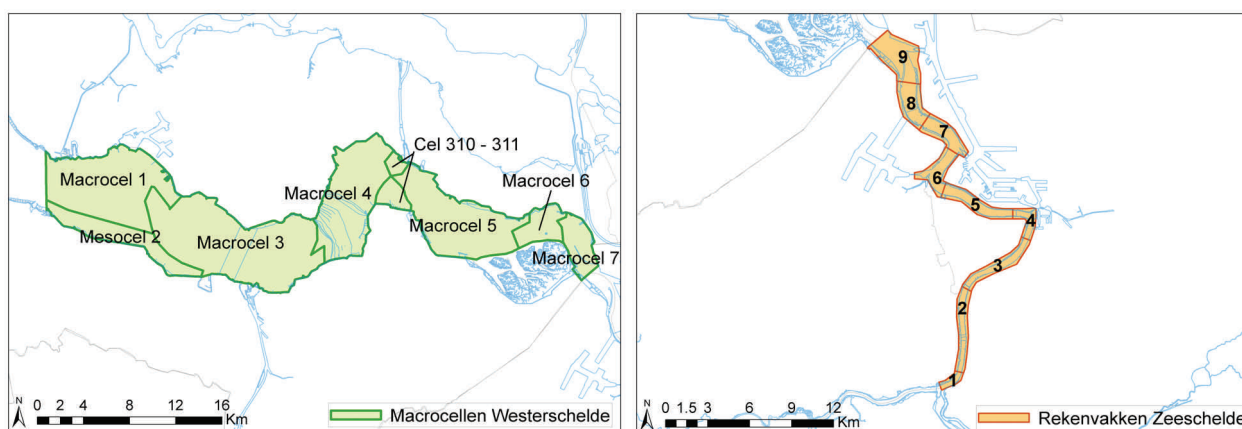 Macrocel 1
Mesocel 2
Macrocel 3
Macrocel 4
Cel 310 - 311
Macrocel 5
Macrocel 6
Macrocel 7
N
0 2 4 8 12 16
Km
Macrocellen Westerschelde
9
8
7
6
5
4
3
2
1
N
0 1.5 3 6 9 12
Km
Rekenvakken Zeeschelde